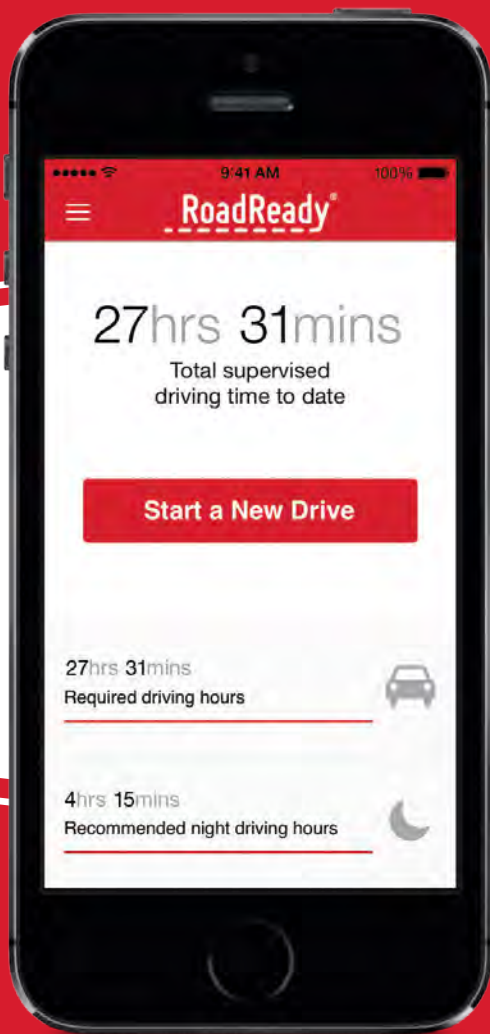 9:41 AM 100%
RoadReady®
27hrs 31mins
Total supervised
driving time to date
Start a New Drive
27hrs 31mins
Required driving hours
4hrs 15mins
Recommended night driving hours